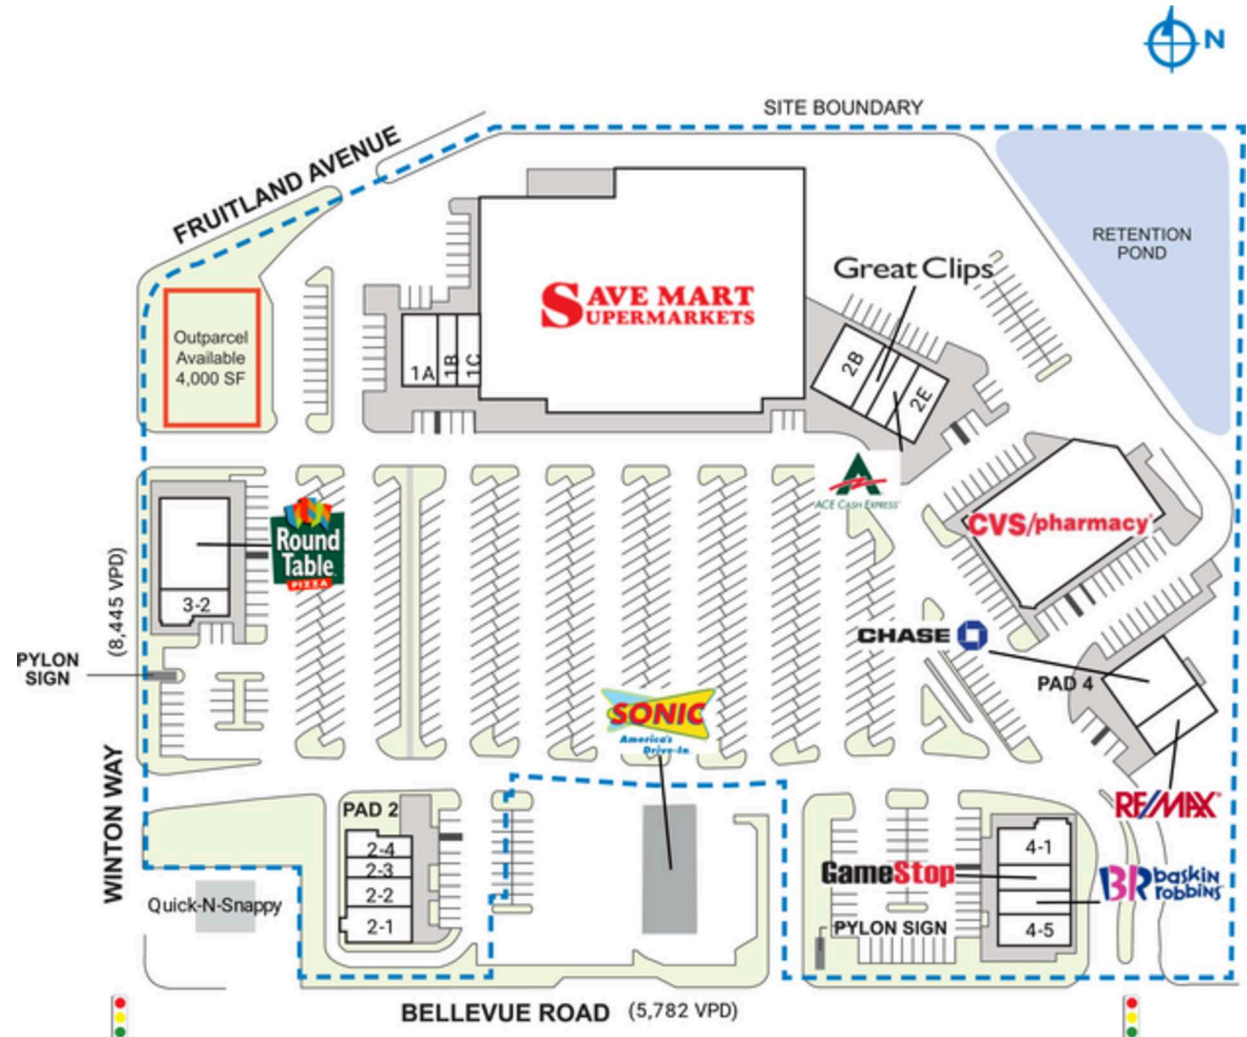 N
SITE BOUNDARY
FRUITLAND AVENUE
RETENTION
POND
Great Clips
SAVE MART
SUPERMARKETS
Outparcel
Available
4,000 SF
1A
1B
1C
2B
2E
ACE CASH EXPRESS
CVS/pharmacy
Round
Table
PIZZA
3-2
(8,445 VPD)
CHASE
PYLON
SIGN
PAD 4
SONIC
America's
Drive-In
WINTON WAY
PAD 2
RE/MAX
2-4
2-3
2-2
2-1
4-1
GameStop
BR baskin
robbins
Quick-N-Snappy
PYLON SIGN
4-5
BELLEVUE ROAD (5,782 VPD)